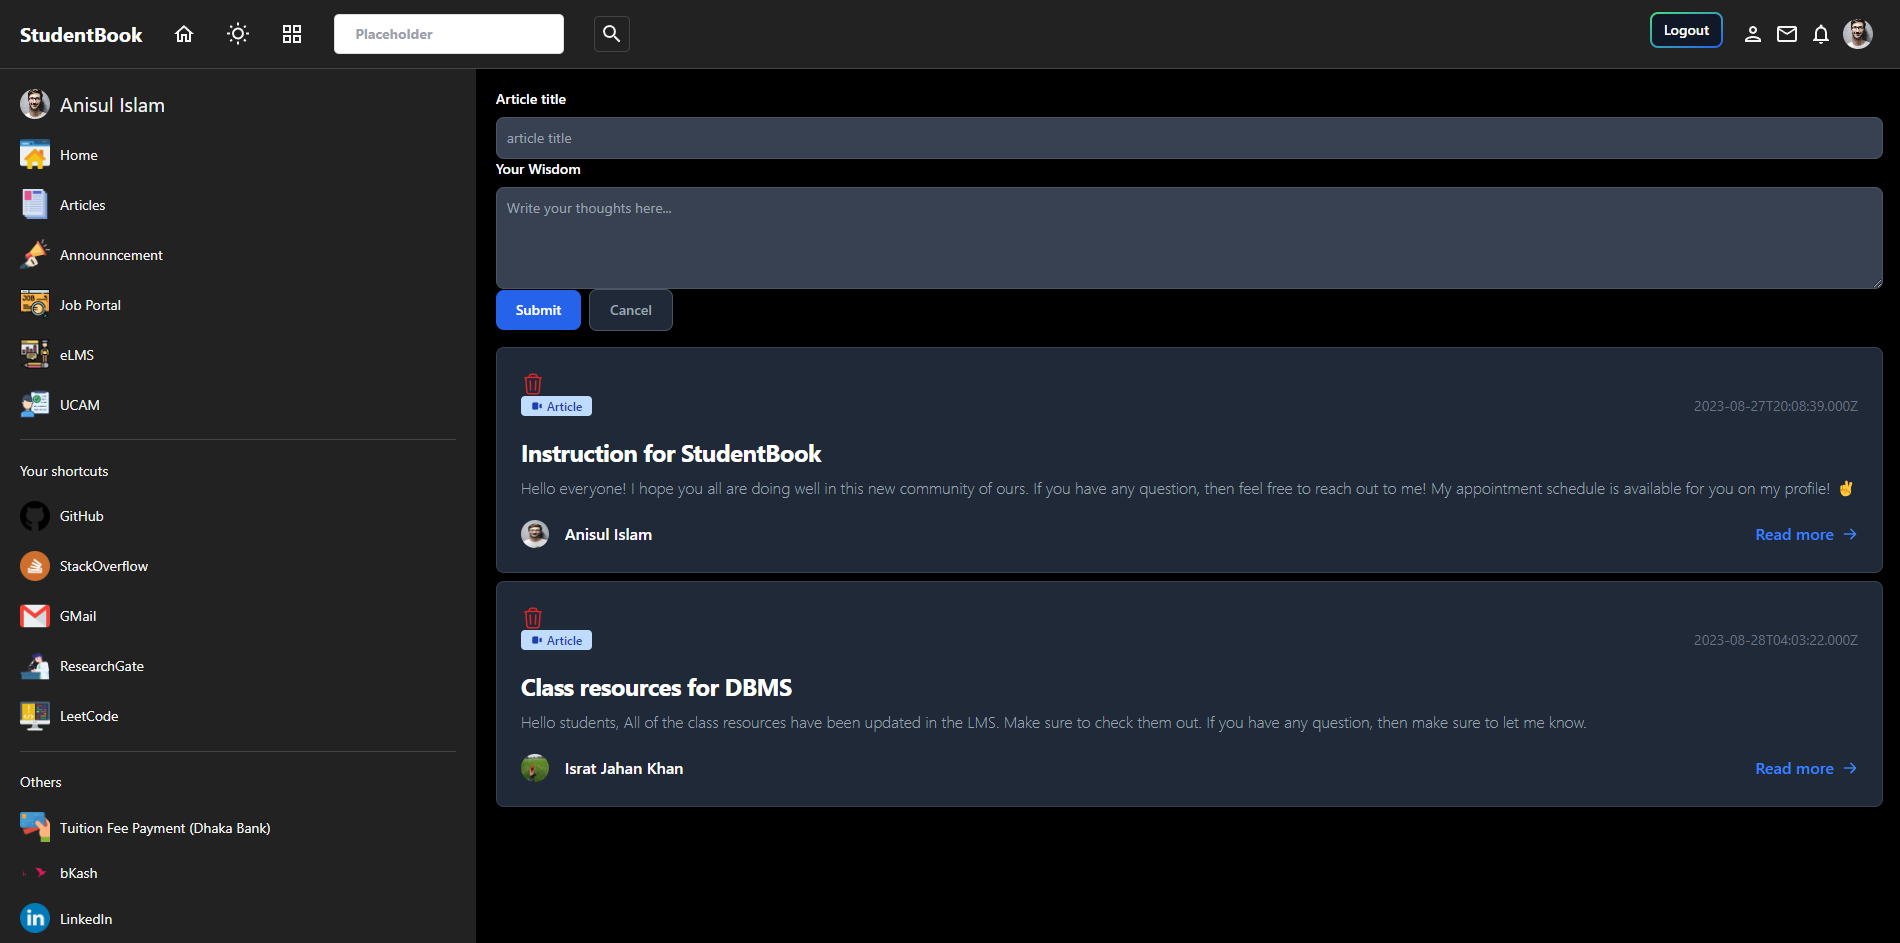 StudentBook
Placeholder
Logout
Anisul Islam
Home
Articles
Announncement
Job Portal
eLMS
UCAM
Your shortcuts
GitHub
StackOverflow
GMail
ResearchGate
LeetCode
Others
Tuition Fee Payment (Dhaka Bank)
bKash
LinkedIn
Article title
article title
Your Wisdom
Write your thoughts here...
Submit Cancel
Article 2023-08-27T20:08:39.000Z
Instruction for StudentBook
Hello everyone! I hope you all are doing well in this new community of ours. If you have any question, then feel free to reach out to me! My appointment schedule is available for you on my profile! ✌
Anisul Islam Read more →
Article 2023-08-28T04:03:22.000Z
Class resources for DBMS
Hello students, All of the class resources have been updated in the LMS. Make sure to check them out. If you have any question, then make sure to let me know.
Israt Jahan Khan Read more →